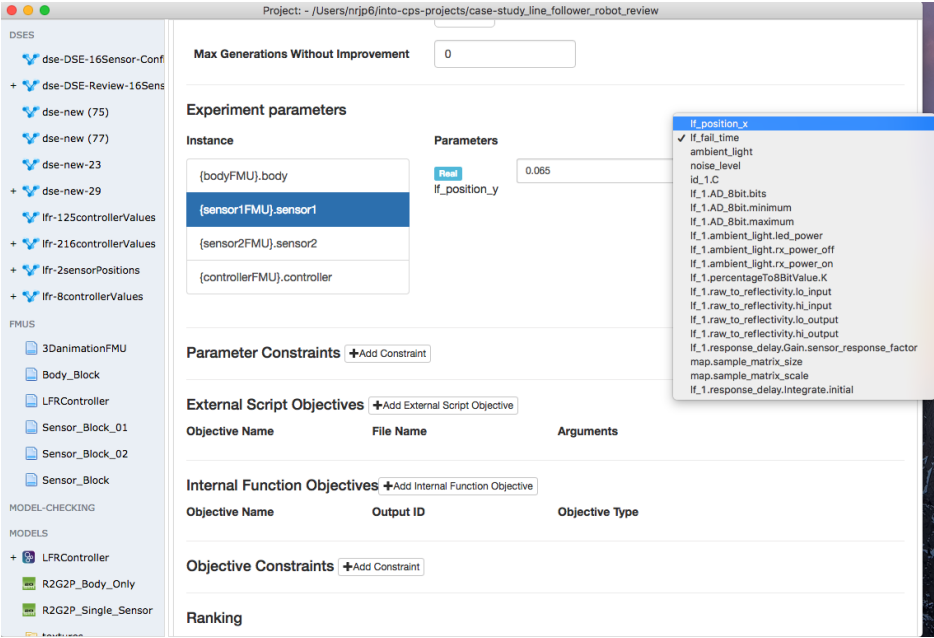 Project: - /Users/nrjp6/into-cps-projects/case-study_line_follower_robot_review
DSES
dse-DSE-16Sensor-Confi
+ dse-DSE-Review-16Sens
dse-new (75)
dse-new (77)
dse-new-23
+ dse-new-29
lfr-125controllerValues
+ lfr-216controllerValues
+ lfr-2sensorPositions
+ lfr-8controllerValues
FMUS
3DanimationFMU
Body_Block
LFRController
Sensor_Block_01
Sensor_Block_02
Sensor_Block
MODEL-CHECKING
MODELS
+ LFRController
R2G2P_Body_Only
R2G2P_Single_Sensor
Max Generations Without Improvement 0
Experiment parameters
Instance Parameters
{bodyFMU}.body
{sensor1FMU}.sensor1
{sensor2FMU}.sensor2
{controllerFMU}.controller
Real
lf_position_y
0.065
lf_position_x
✓ lf_fail_time
ambient_light
noise_level
id_1.C
lf_1.AD_8bit.bits
lf_1.AD_8bit.minimum
lf_1.AD_8bit.maximum
lf_1.ambient_light.led_power
lf_1.ambient_light.rx_power_off
lf_1.ambient_light.rx_power_on
lf_1.percentageTo8BitValue.K
lf_1.raw_to_reflectivity.lo_input
lf_1.raw_to_reflectivity.hi_input
lf_1.raw_to_reflectivity.lo_output
lf_1.raw_to_reflectivity.hi_output
lf_1.response_delay.Gain.sensor_response_factor
map.sample_matrix_size
map.sample_matrix_scale
lf_1.response_delay.Integrate.initial
Parameter Constraints +Add Constraint
External Script Objectives +Add External Script Objective
Objective Name File Name Arguments
Internal Function Objectives +Add Internal Function Objective
Objective Name Output ID Objective Type
Objective Constraints +Add Constraint
Ranking